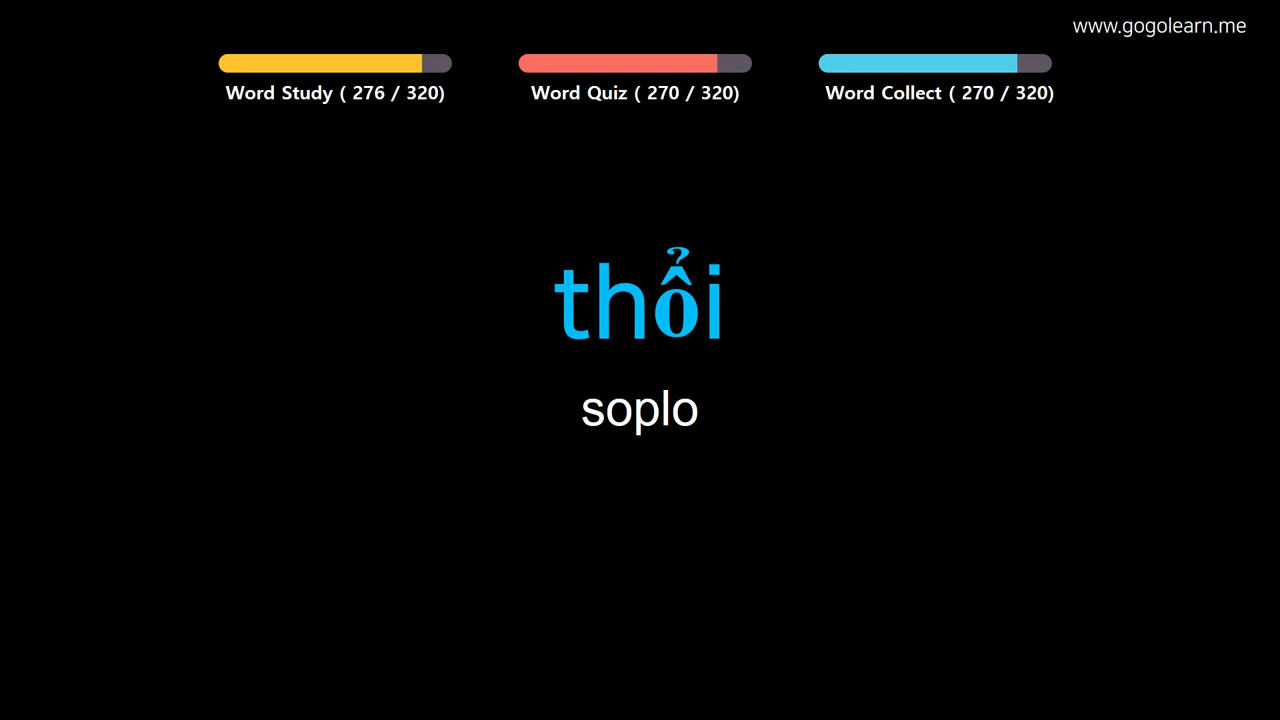 www.gogolearn.me
Word Study ( 276 / 320)
Word Quiz ( 270 / 320)
Word Collect ( 270 / 320)
thổi
soplo